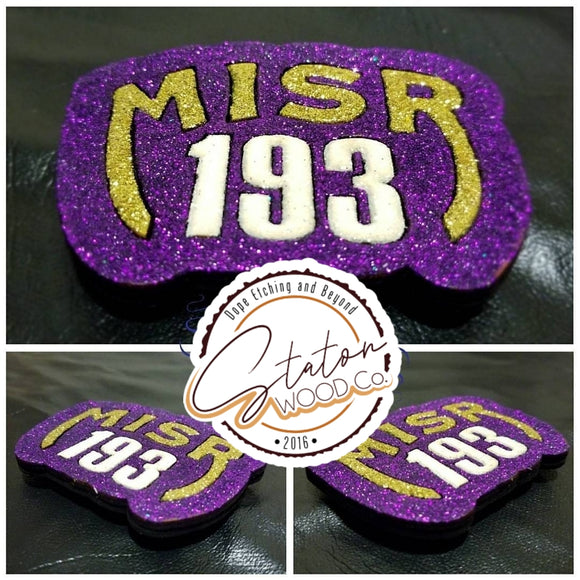 MISR
193
Dope Etching and Beyond
Staton
WOOD Co.
• 2016 •
MISR
193
MISR
193